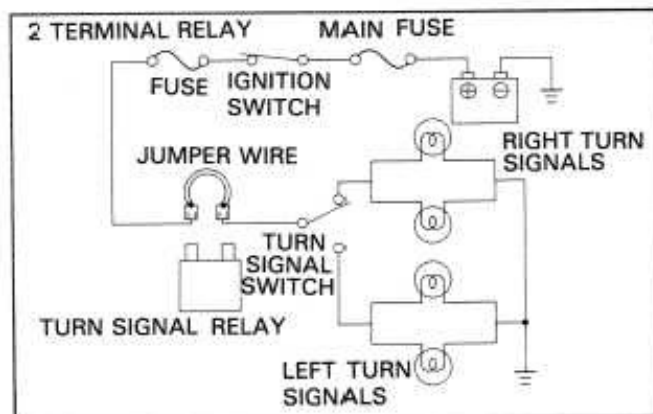 2 TERMINAL RELAY
MAIN FUSE
FUSE
IGNITION
SWITCH
RIGHT TURN
SIGNALS
JUMPER WIRE
TURN
SIGNAL
SWITCH
TURN SIGNAL RELAY
LEFT TURN
SIGNALS